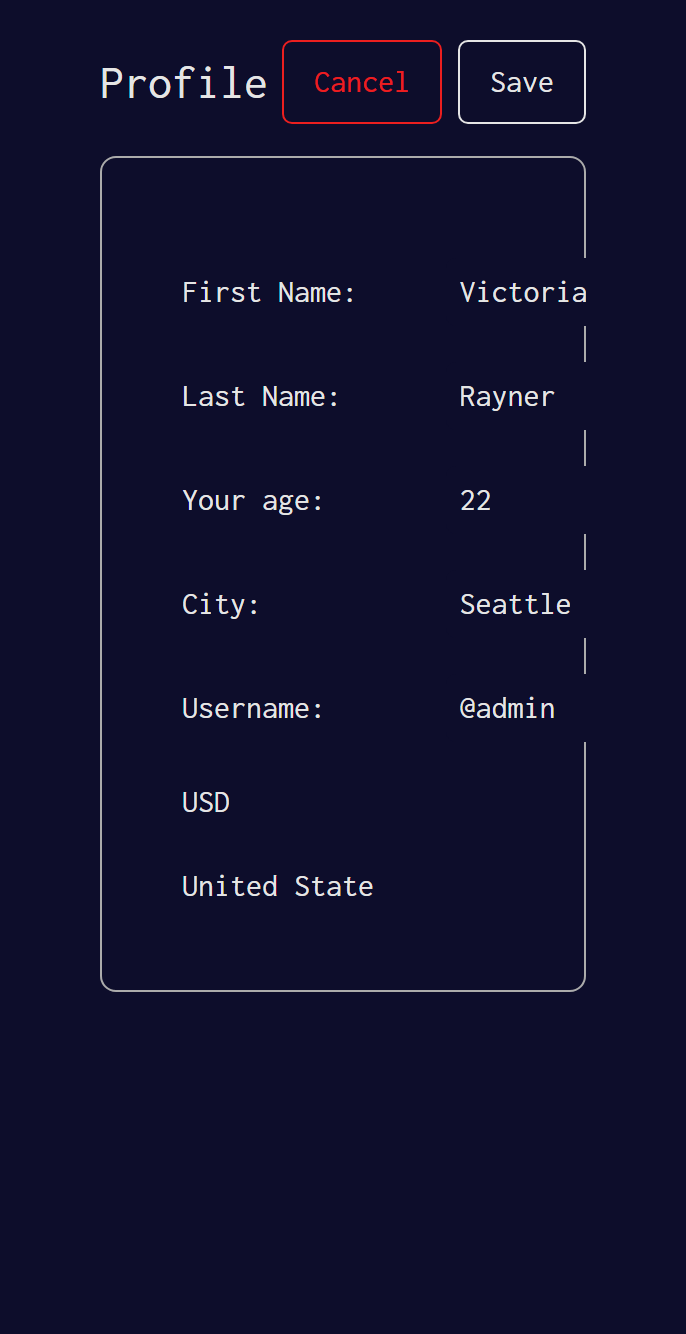 Profile Cancel Save
First Name: Victoria
Last Name: Rayner
Your age: 22
City: Seattle
Username: @admin
USD
United State